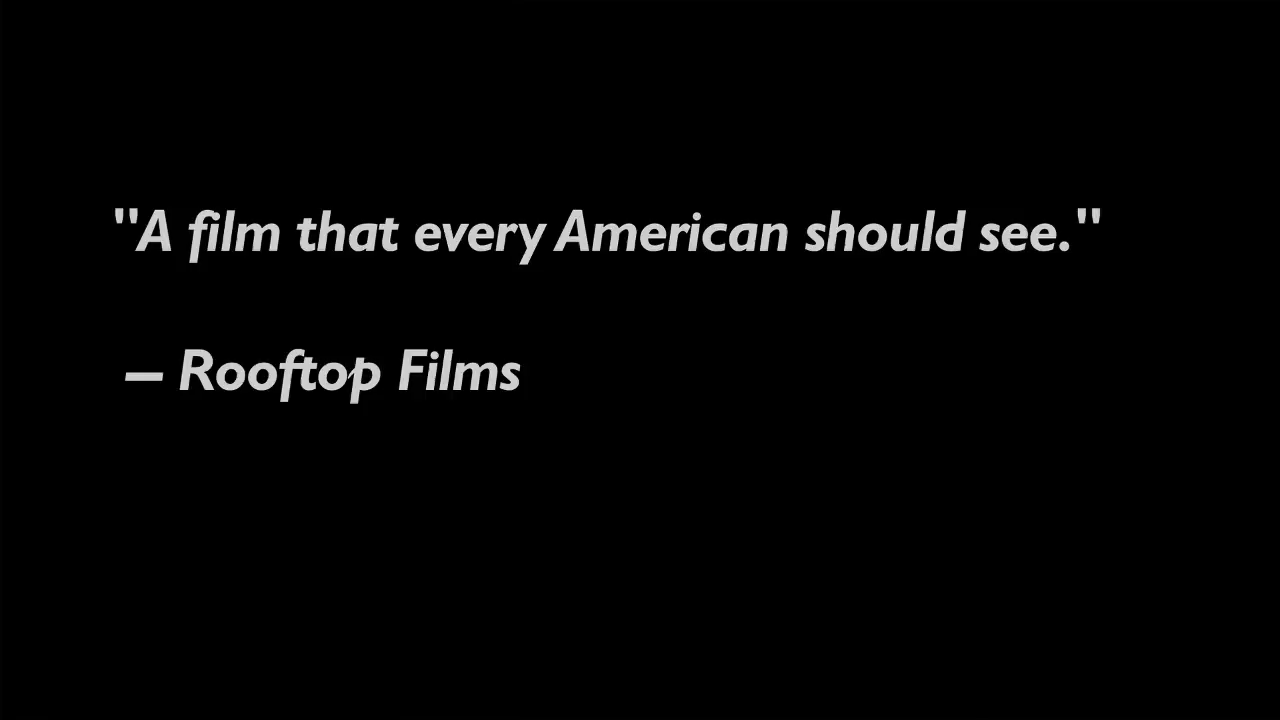 "A film that every American should see."
— Rooftop Films